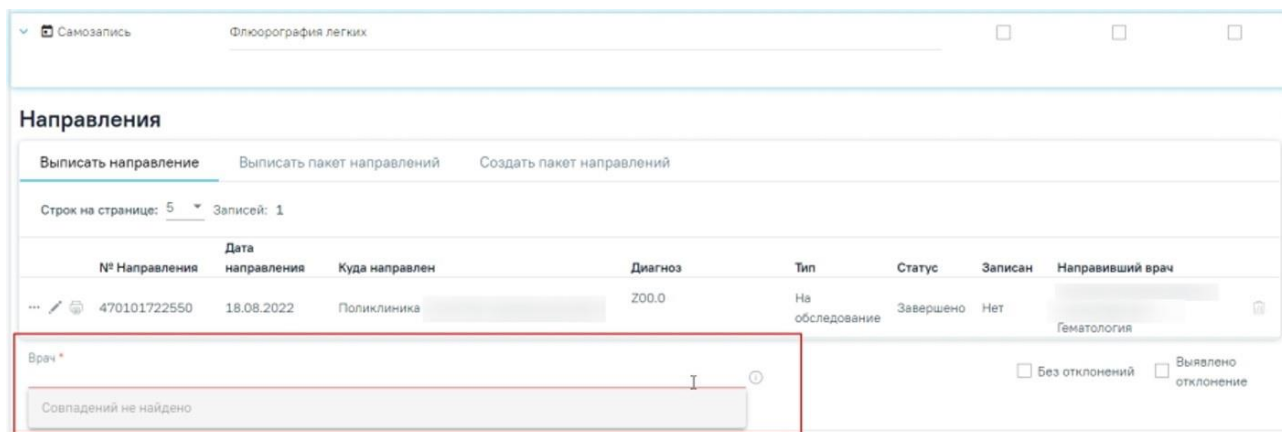 Самозапись Флюорография легких
Направления
Выписать направление Выписать пакет направлений Создать пакет направлений
Строк на странице: 5 Записей: 1
№ Направления Дата направления Куда направлен Диагноз Тип Статус Записан Направивший врач
470101722550 18.08.2022 Поликлиника Z00.0 На обследование Завершено Нет
Гематология
Врач *
Без отклонений Выявлено отклонение
Совпадений не найдено